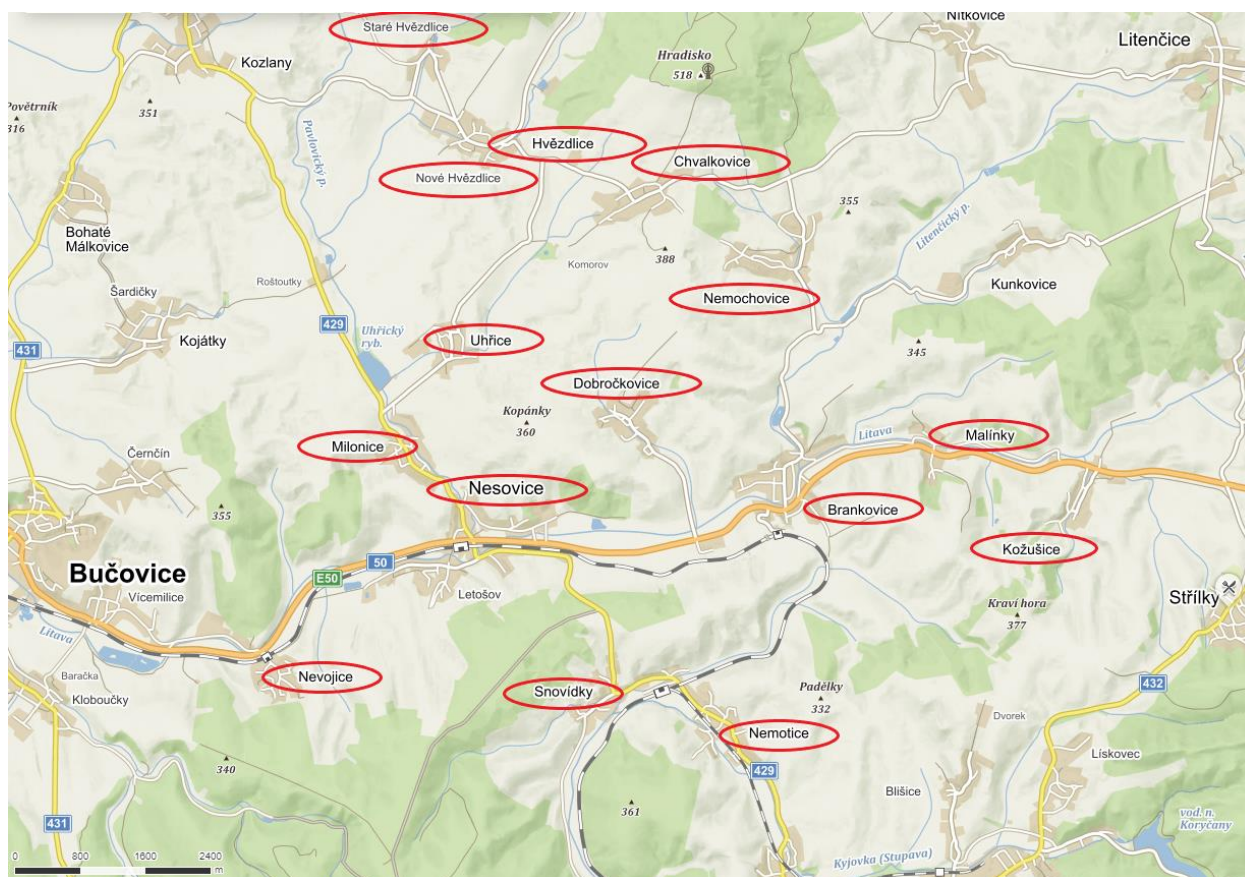 Nítkovice
Staré Hvězdlice
Litenčice
Hradisko
518
Kozlany
Povětrník
316
351
Pavlovický p.
Hvězdlice
Chvalkovice
Nové Hvězdlice
355
Litenčický p.
Bohaté
Málkovice
388
Komorov
Roštoutky
Kunkovice
Šardičky
Nemochovice
429
Uhřický
ryb.
Kojátky
Uhřice
345
431
Dobročkovice
Kopánky
360
Litava
Malínky
Milonice
Černčín
Nesovice
355
Brankovice
Kožušice
50
E50
Bučovice
Vícemilice
Letošov
Kraví hora
377
Střílky
Litava
Baračka
Nevojice
Kloboučky
Snovídky
Padělky
332
432
Dvorek
Nemotice
Lískovec
340
429
Blišice
361
431
vod. n.
Koryčany
0 800 1600 2400
m
Kyjovka (Stupava)